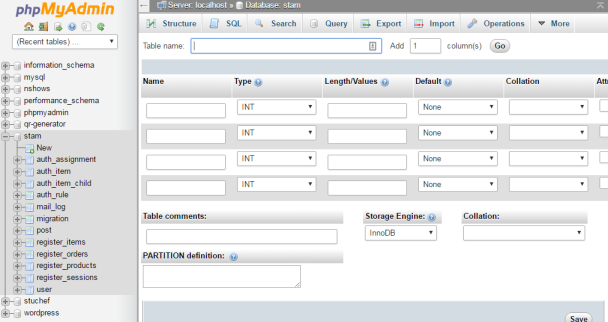 phpMyAdmin
(Recent tables) ...
information_schema
mysql
nshows
performance_schema
phpmyadmin
qr-generator
stam
New
auth_assignment
auth_item
auth_item_child
auth_rule
mail_log
migration
post
register_items
register_orders
register_products
register_sessions
user
stuchef
wordpress
Server: localhost » Database: stam
Structure SQL Search Query Export Import Operations More
Table name: Add 1 column(s) Go
Name Type Length/Values Default Collation Attr
INT None
INT None
INT None
INT None
Table comments: Storage Engine: Collation:
InnoDB
PARTITION definition:
Save